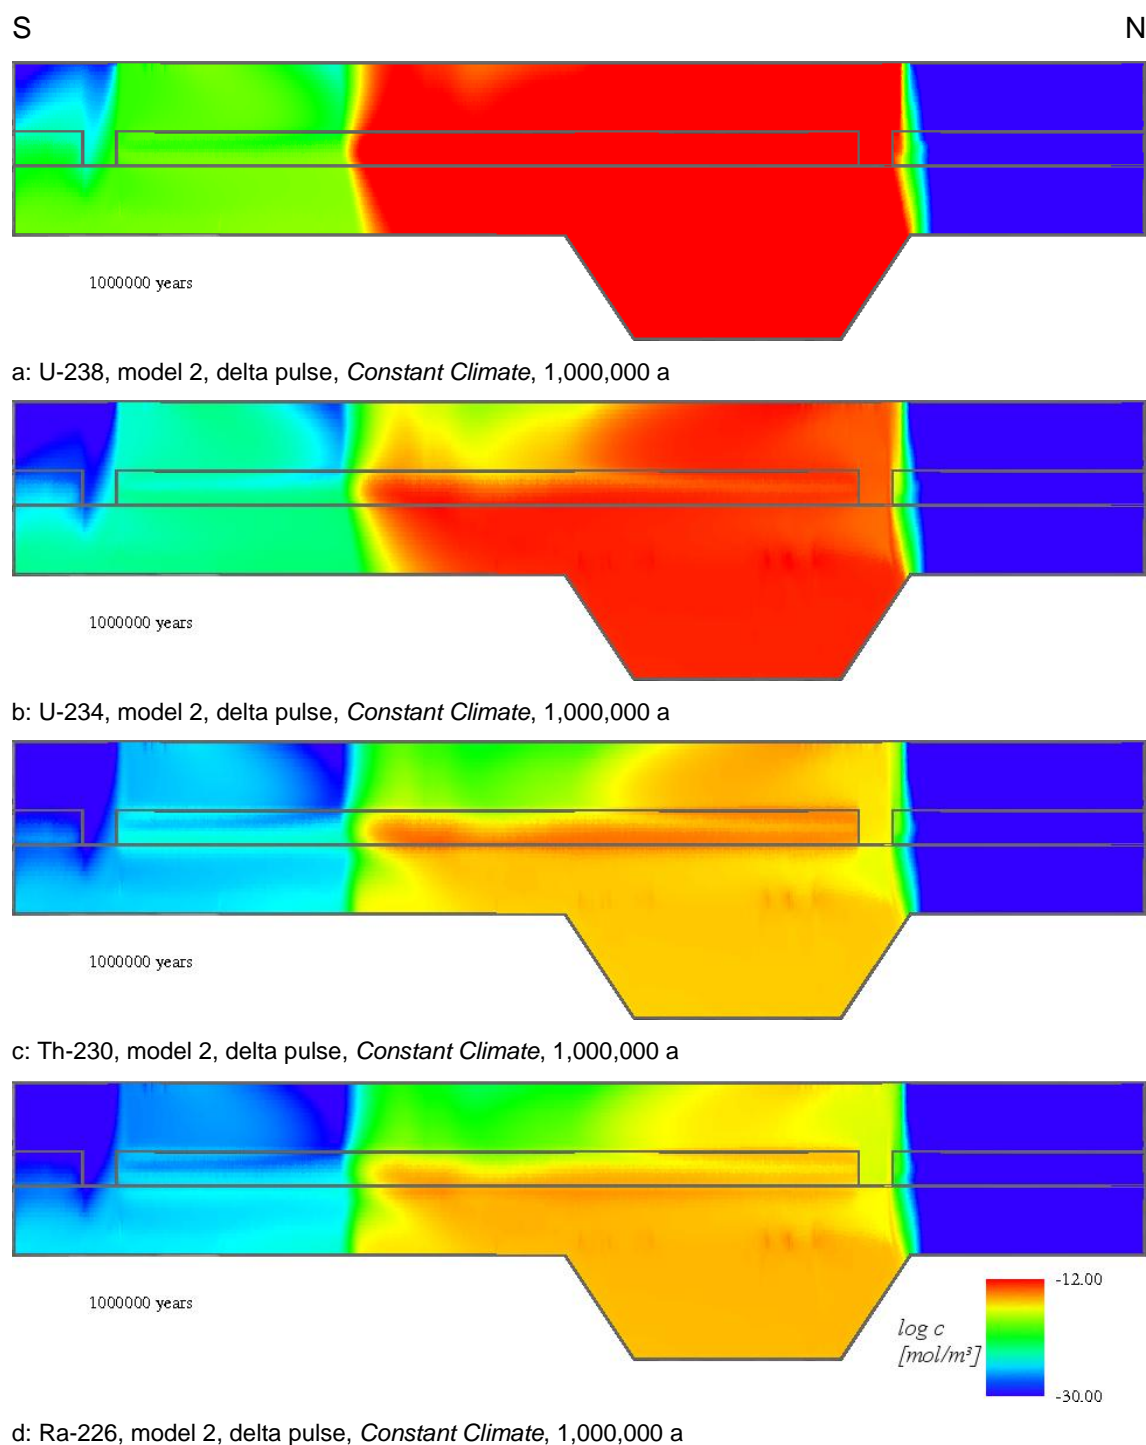 S N
1000000 years
a: U-238, model 2, delta pulse, Constant Climate, 1,000,000 a
1000000 years
b: U-234, model 2, delta pulse, Constant Climate, 1,000,000 a
1000000 years
c: Th-230, model 2, delta pulse, Constant Climate, 1,000,000 a
1000000 years
-12.00
log c
[mol/m³]
-30.00
d: Ra-226, model 2, delta pulse, Constant Climate, 1,000,000 a